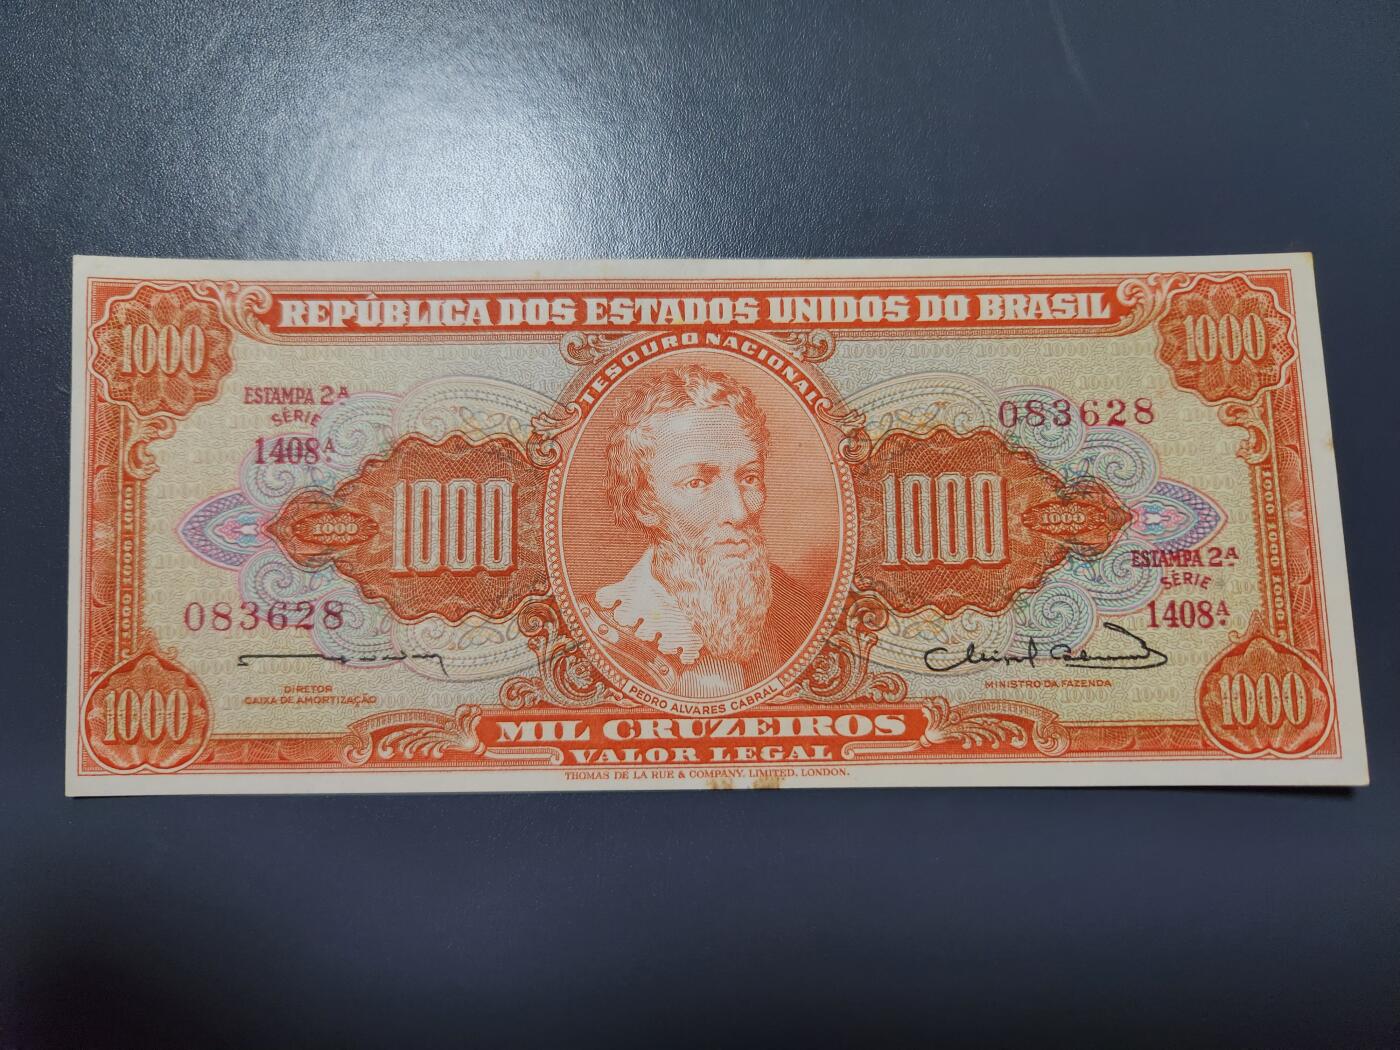 1000 REPÚBLICA DOS ESTADOS UNIDOS DO BRASIL 1000
TESOURO NACIONAL
ESTAMPA 2ª
SÉRIE
1408ª
083628
1000
1000
1000
1000
ESTAMPA 2ª
SÉRIE
1408ª
083628
DIRETOR
CAIXA DE AMORTIZAÇÃO
MINISTRO DA FAZENDA
PEDRO ALVARES CABRAL
1000 MIL CRUZEIROS 1000
VALOR LEGAL
THOMAS DE LA RUE & COMPANY, LIMITED, LONDON.